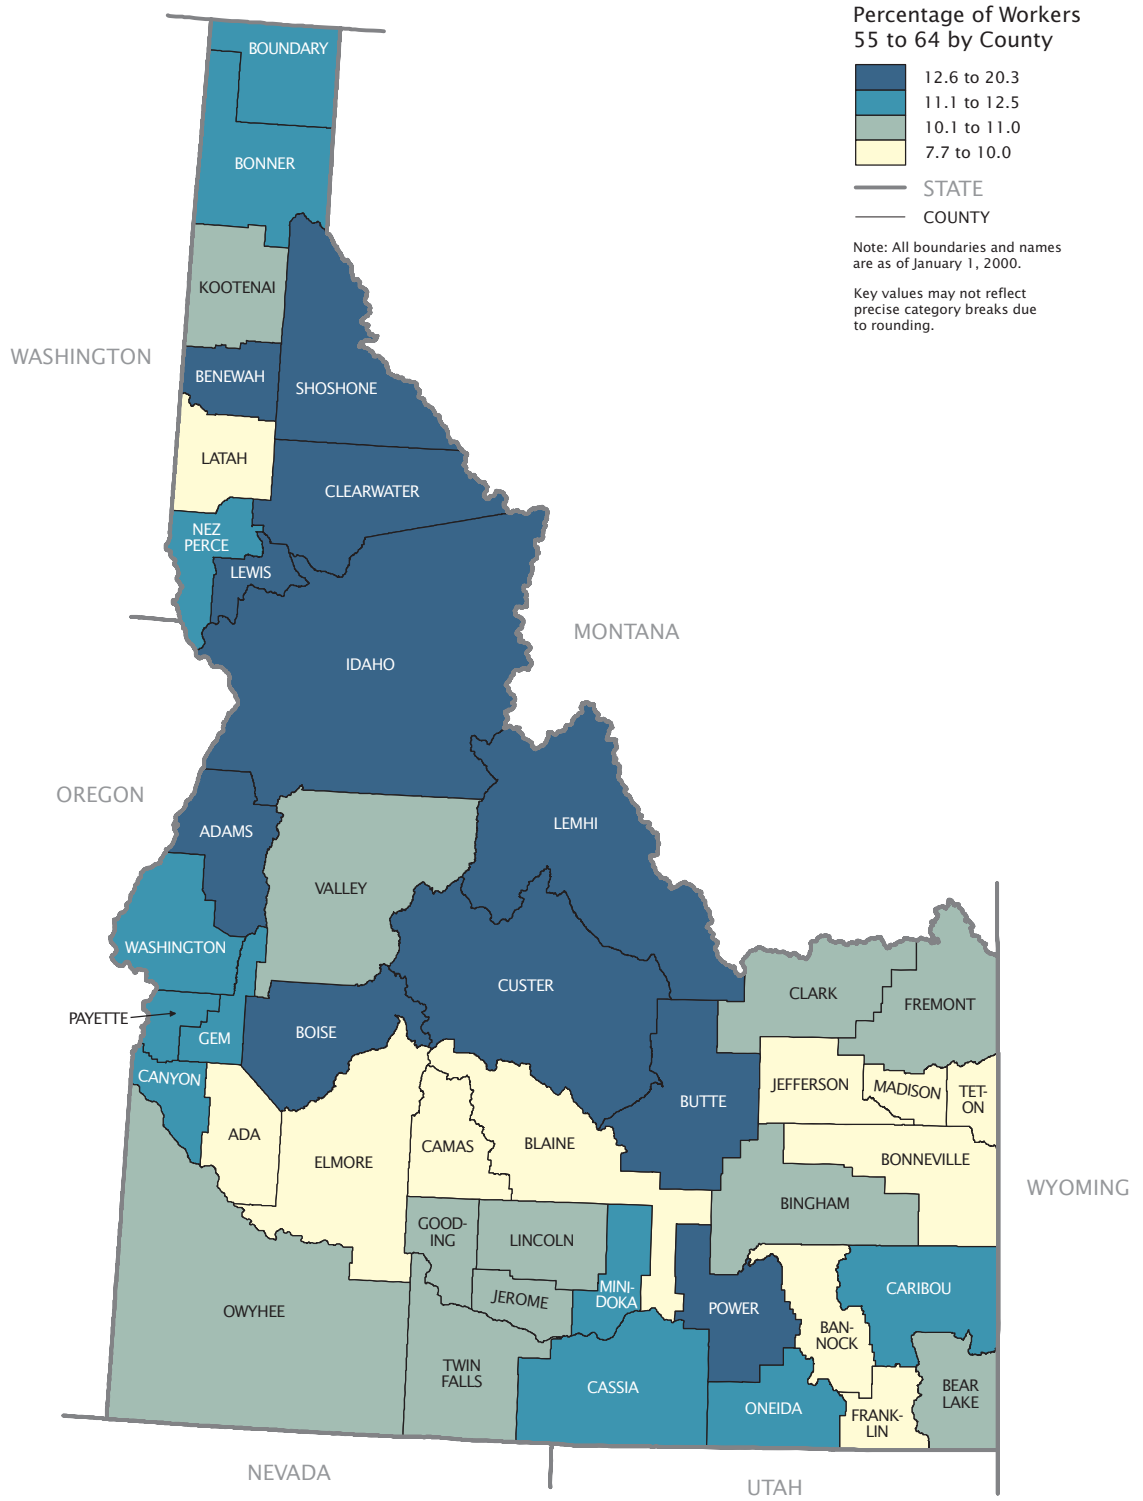 Percentage of Workers
55 to 64 by County
12.6 to 20.3
11.1 to 12.5
10.1 to 11.0
7.7 to 10.0
STATE
COUNTY
Note: All boundaries and names
are as of January 1, 2000.
Key values may not reflect
precise category breaks due
to rounding.
BOUNDARY
BONNER
KOOTENAI
WASHINGTON
BENEWAH
SHOSHONE
LATAH
CLEARWATER
NEZ
PERCE
LEWIS
MONTANA
IDAHO
OREGON
ADAMS
LEMHI
VALLEY
WASHINGTON
CUSTER
CLARK
FREMONT
PAYETTE
GEM
BOISE
CANYON
JEFFERSON
MADISON
TET-
ON
BUTTE
ADA
ELMORE
CAMAS
BLAINE
BONNEVILLE
WYOMING
BINGHAM
GOOD-
ING
LINCOLN
MINI-
DOKA
JEROME
CARIBOU
OWYHEE
POWER
BAN-
NOCK
TWIN
FALLS
CASSIA
ONEIDA
BEAR
LAKE
FRANK-
LIN
NEVADA
UTAH